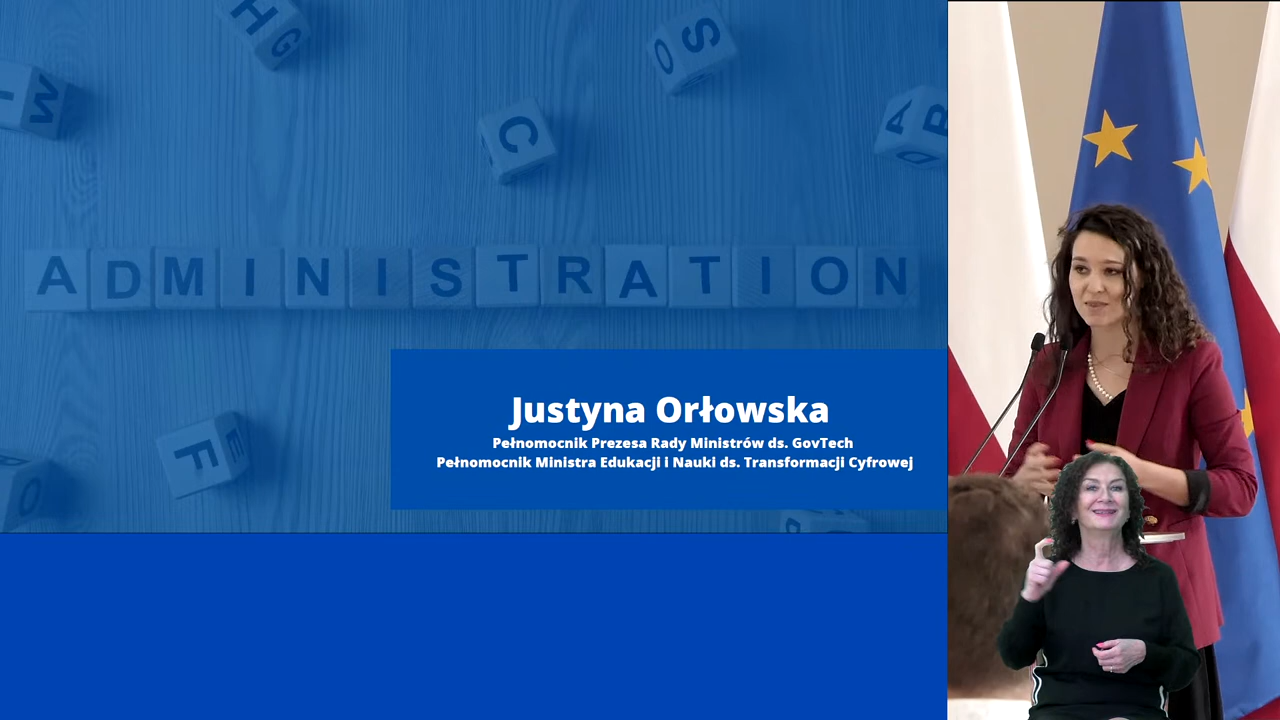 H G
S O
I W
C
A B
ADMINISTRATION
Justyna Orłowska
Pełnomocnik Prezesa Rady Ministrów ds. GovTech
Pełnomocnik Ministra Edukacji i Nauki ds. Transformacji Cyfrowej
F E